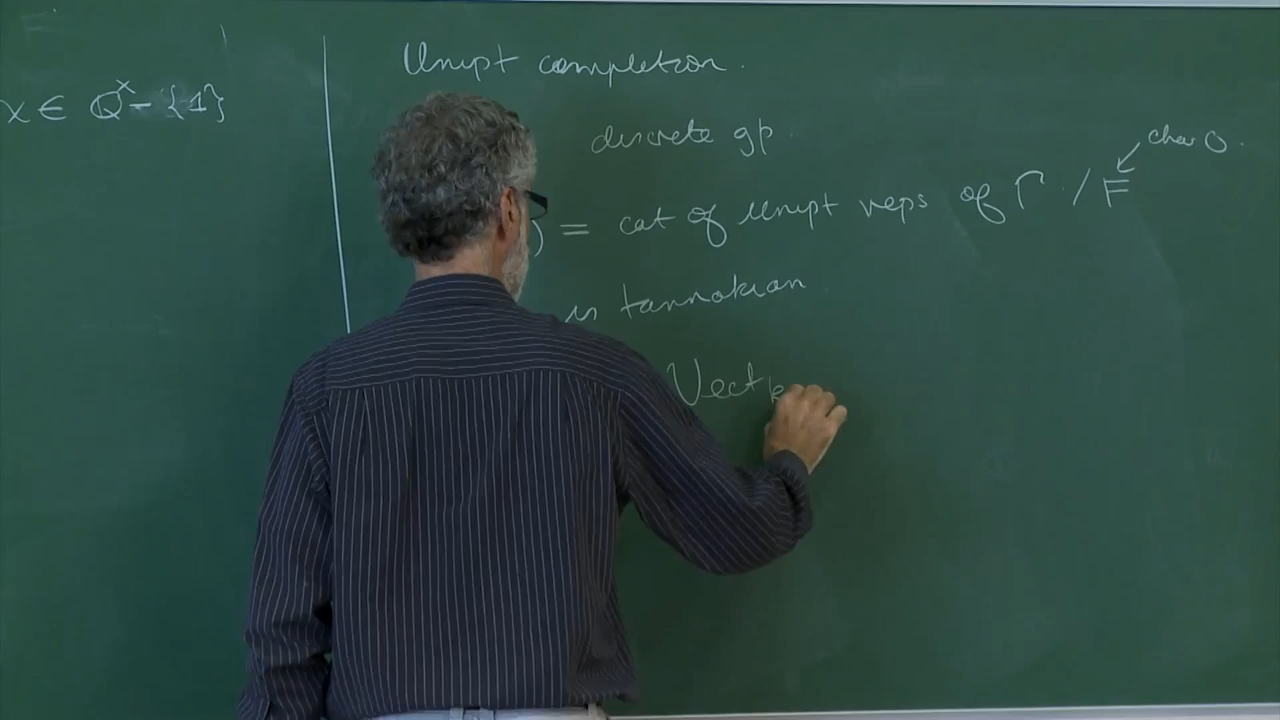 x ∈ Q^x - {1}
Unipt completion.
discrete gp.
) = cat of unipt reps of Γ / F
char 0.
is tannakian
Vect